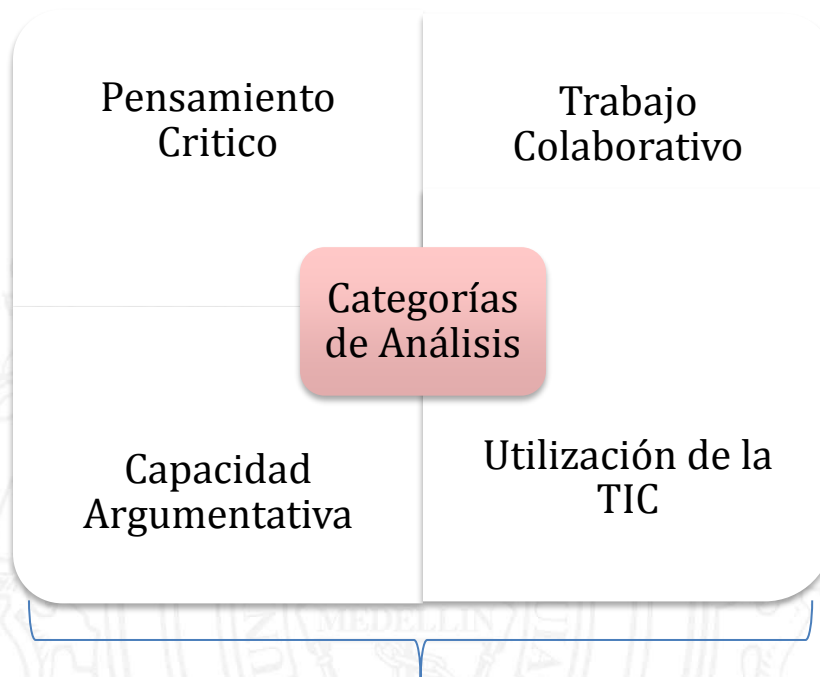 Pensamiento
Critico
Trabajo
Colaborativo
Categorías
de Análisis
Capacidad
Argumentativa
Utilización de la
TIC
MEDELLIN